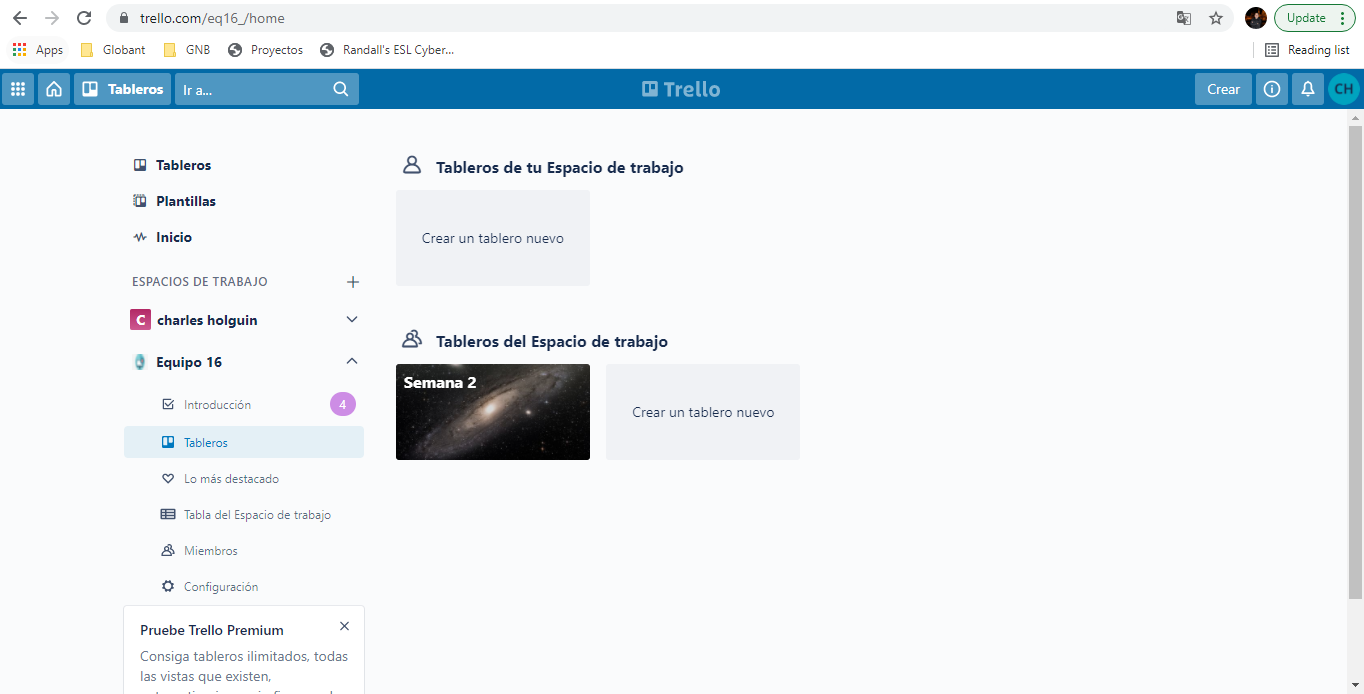 trello.com/eq16_/home
Update
Apps
Globant
GNB
Proyectos
Randall's ESL Cyber...
Reading list
Tableros
Ir a...
Trello
Crear
CH
Tableros
Plantillas
Inicio
ESPACIOS DE TRABAJO
C charles holguin
Equipo 16
Introducción 4
Tableros
Lo más destacado
Tabla del Espacio de trabajo
Miembros
Configuración
Pruebe Trello Premium
Consiga tableros ilimitados, todas
las vistas que existen,
Tableros de tu Espacio de trabajo
Crear un tablero nuevo
Tableros del Espacio de trabajo
Semana 2
Crear un tablero nuevo